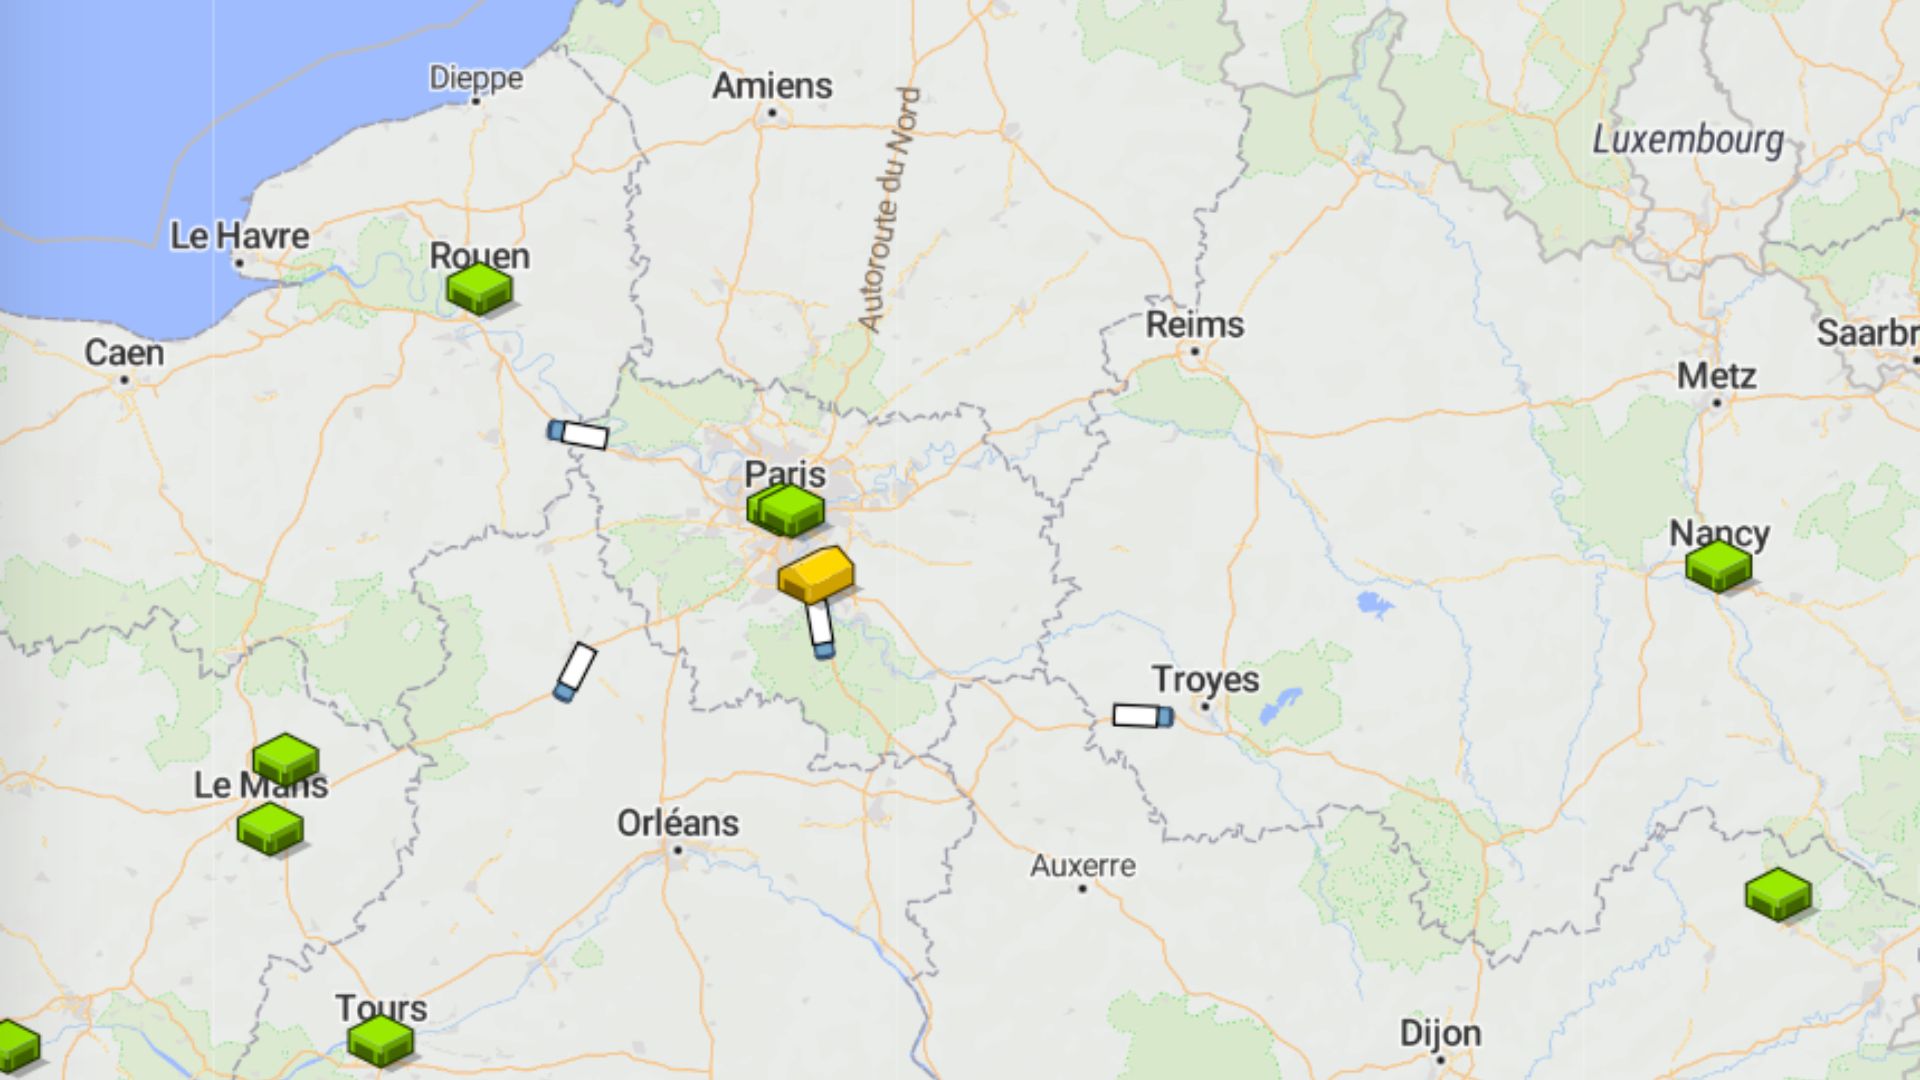 Dieppe
Amiens
Autoroute du Nord
Luxembourg
Le Havre
Rouen
Reims
Caen
Saarbr
Metz
Paris
Nancy
Troyes
Le Mans
Orléans
Auxerre
Tours
Dijon